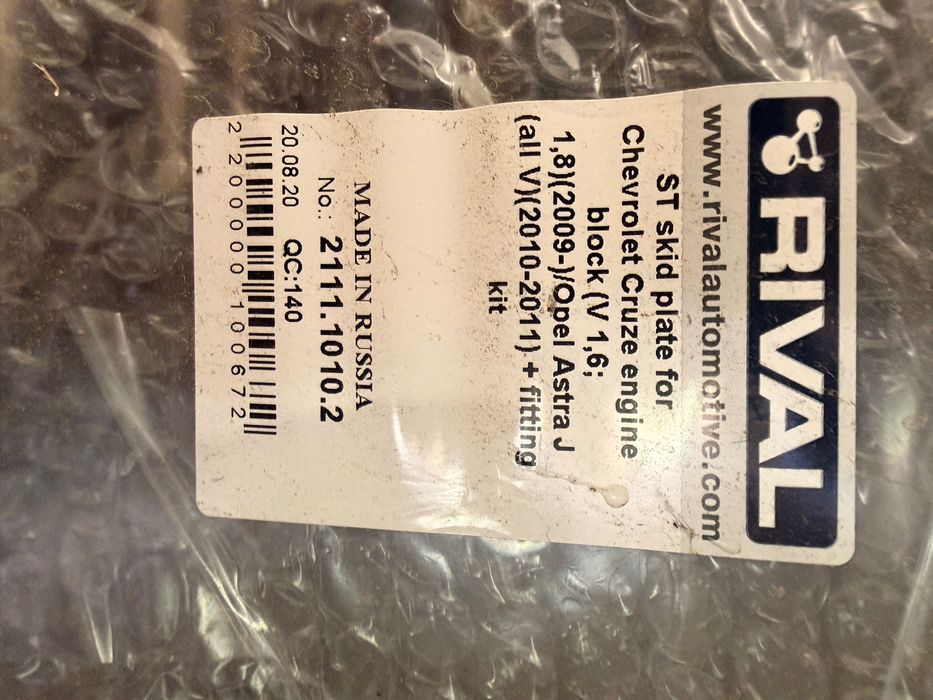 RIVAL
www.rivalautomotive.com
ST skid plate for
Chevrolet Cruze engine
block (V 1,6;
1,8)(2009-)/Opel Astra J
(all V)(2010-2011) + fitting
kit
MADE IN RUSSIA
No.: 2111.1010.2
20.08.20 QC:140
2 200000 100672